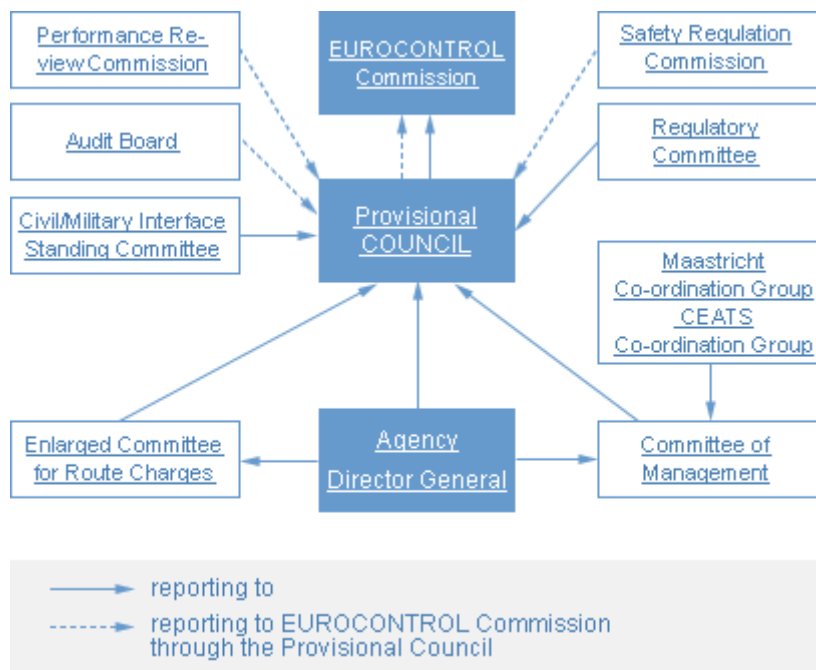 Performance Re-
view Commission
EUROCONTROL
Commission
Safety Regulation
Commission
Audit Board
Regulatory
Committee
Provisional
COUNCIL
Civil/Military Interface
Standing Committee
Maastricht
Co-ordination Group
CEATS
Co-ordination Group
Enlarged Committee
for Route Charges
Agency
Director General
Committee of
Management
reporting to
reporting to EUROCONTROL Commission
through the Provisional Council